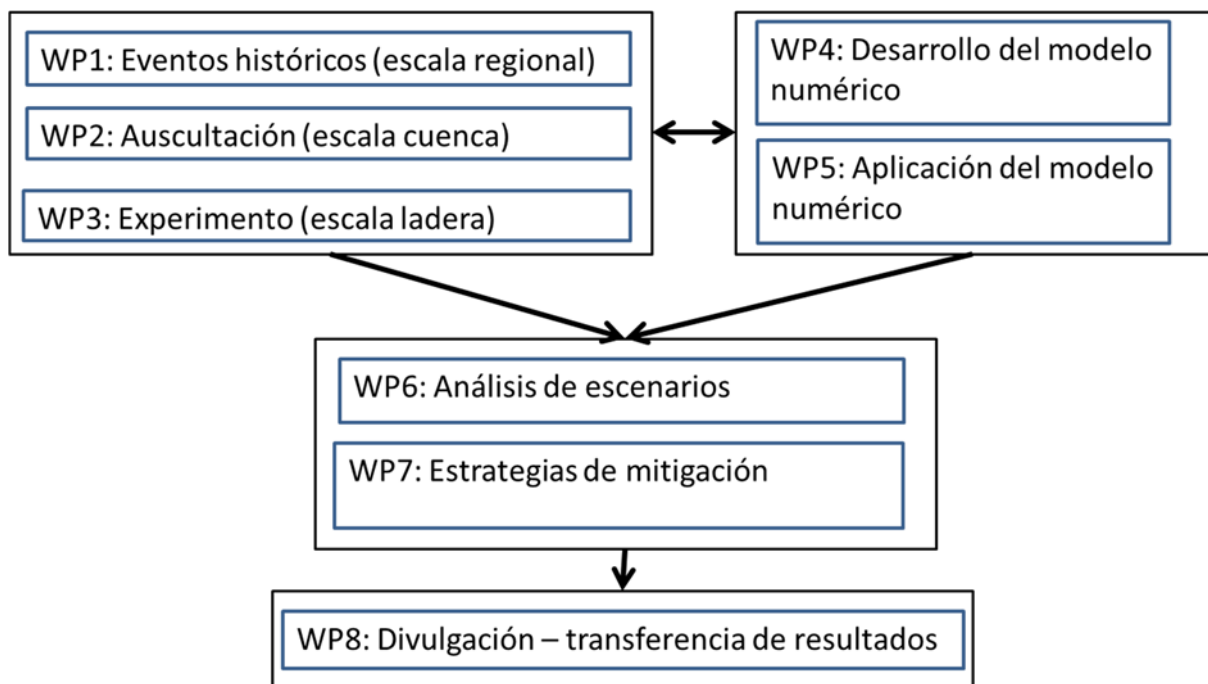 WP1: Eventos históricos (escala regional)
WP2: Auscultación (escala cuenca)
WP3: Experimento (escala ladera)
WP4: Desarrollo del modelo
numérico
WP5: Aplicación del modelo
numérico
WP6: Análisis de escenarios
WP7: Estrategias de mitigación
WP8: Divulgación – transferencia de resultados